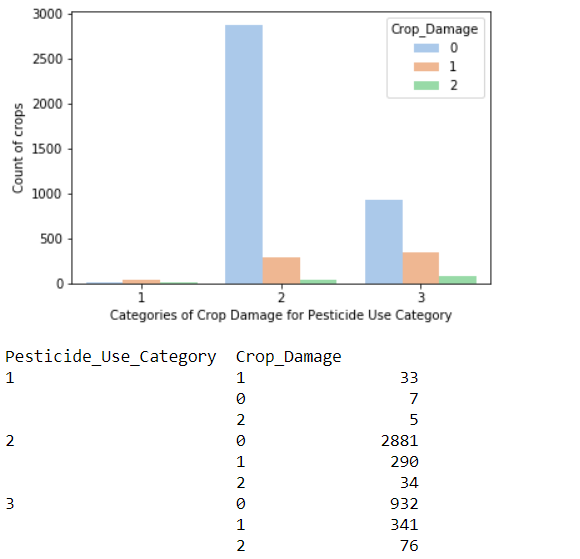 3000
2500
2000
1500
1000
500
0
Count of crops
Crop_Damage
0
1
2
1 2 3
Categories of Crop Damage for Pesticide Use Category
Pesticide_Use_Category Crop_Damage
1 1 33
0 7
2 5
2 0 2881
1 290
2 34
3 0 932
1 341
2 76